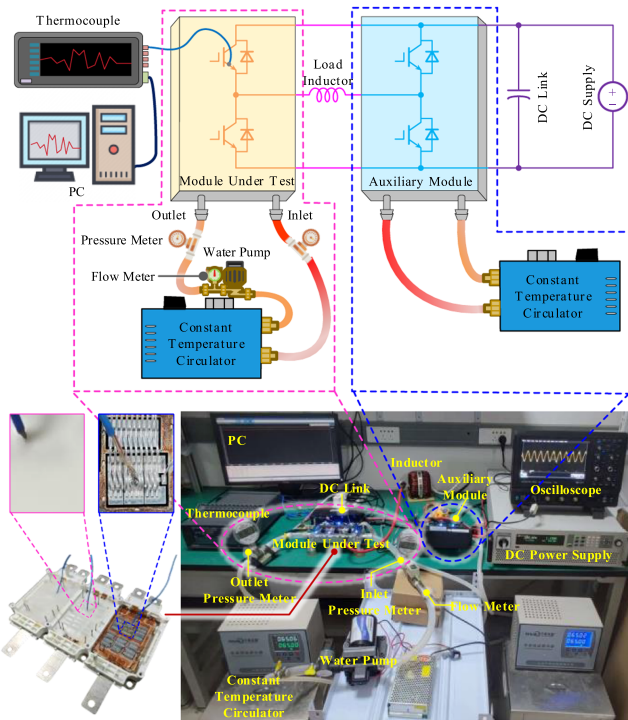 Thermocouple
PC
Module Under Test
Load
Inductor
Auxiliary Module
DC Link
DC Supply
Outlet
Inlet
Pressure Meter
Water Pump
Flow Meter
Constant
Temperature
Circulator
Constant
Temperature
Circulator
PC
Inductor
Auxiliary
Module
Oscilloscope
DC Link
Thermocouple
Module Under Test
DC Power Supply
Outlet
Pressure Meter
Inlet
Pressure Meter
Flow Meter
Water Pump
Constant
Temperature
Circulator